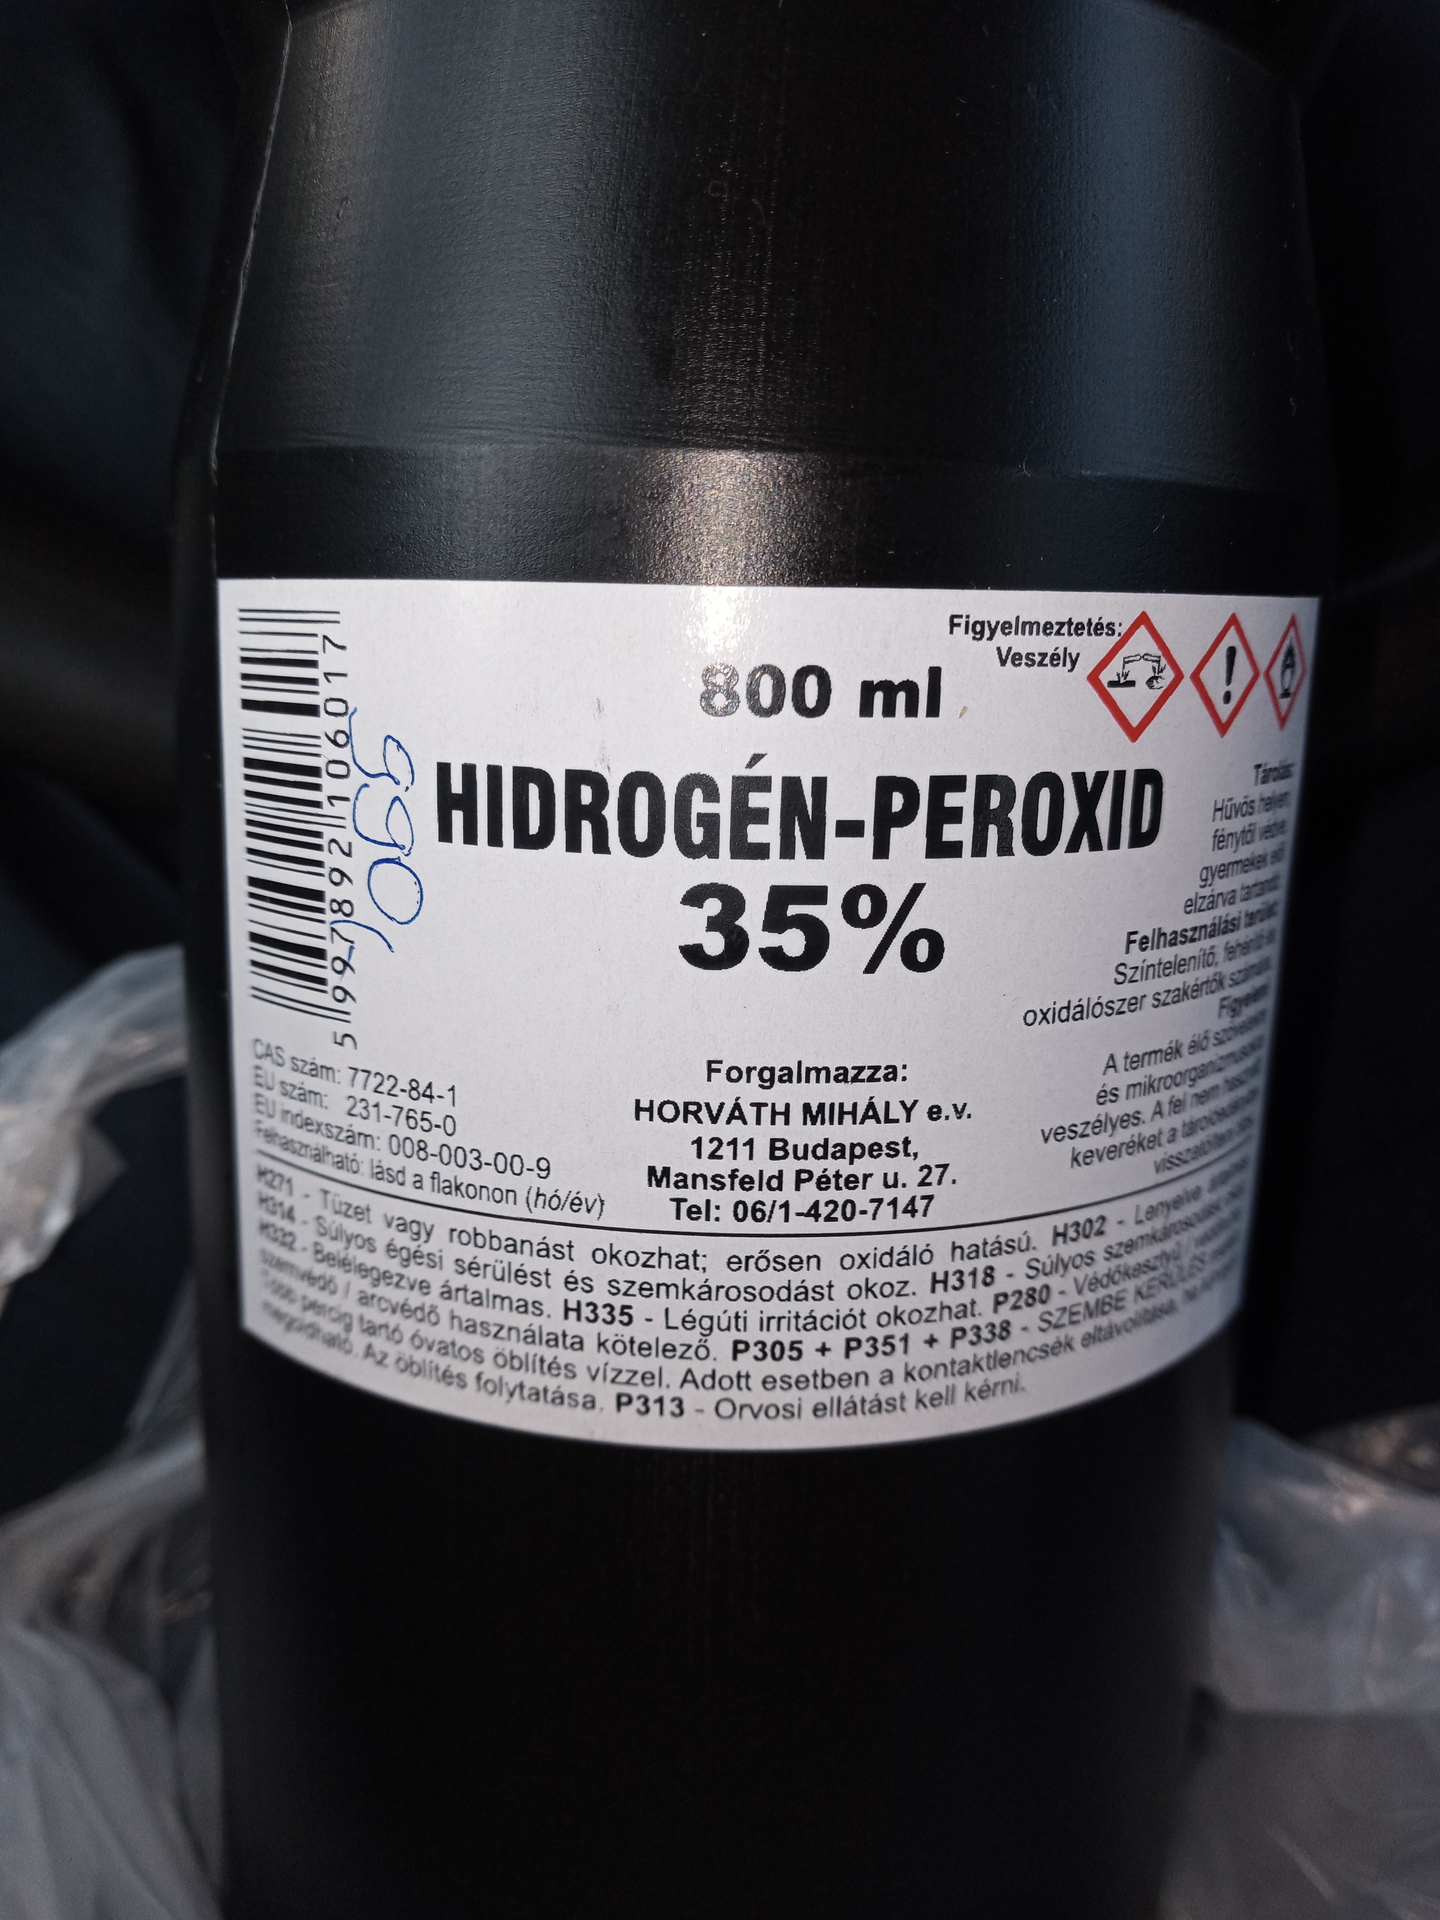 Figyelmeztetés:
Veszély
800 ml
HIDROGÉN-PEROXID
35%
5 997892 106017
990,
Tárolás:
Hűvös helyen,
fénytől védve,
gyermekek elől
elzárva tartandó.
Felhasználási terület:
Színtelenítő, fehérítő és
oxidálószer szakértők számára.
Figyelem!
A termék élő szövetekre
és mikroorganizmusokra
veszélyes. A fel nem használt
keveréket a tárolóedénybe
visszatölteni tilos.
CAS szám: 7722-84-1
EU szám: 231-765-0
EU indexszám: 008-003-00-9
Felhasználható: lásd a flakonon (hó/év)
Forgalmazza:
HORVÁTH MIHÁLY e.v.
1211 Budapest,
Mansfeld Péter u. 27.
Tel: 06/1-420-7147
H271 - Tüzet vagy robbanást okozhat; erősen oxidáló hatású. H302 - Lenyelve ártalmas.
H314 - Súlyos égési sérülést és szemkárosodást okoz. H318 - Súlyos szemkárosodást okoz.
H332 - Belélegezve ártalmas. H335 - Légúti irritációt okozhat. P280 - Védőkesztyű / védőruha
szemvédő / arcvédő használata kötelező. P305 + P351 + P338 - SZEMBE KERÜLÉS
Több percig tartó óvatos öblítés vízzel. Adott esetben a kontaktlencsék eltávolítása, ha könnyen
megoldható. Az öblítés folytatása. P313 - Orvosi ellátást kell kérni.